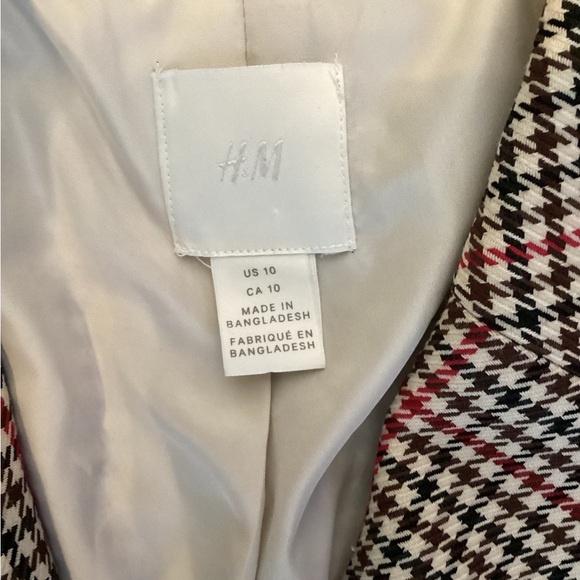 H&M
US 10
CA 10
MADE IN
BANGLADESH
FABRIQUÉ EN
BANGLADESH